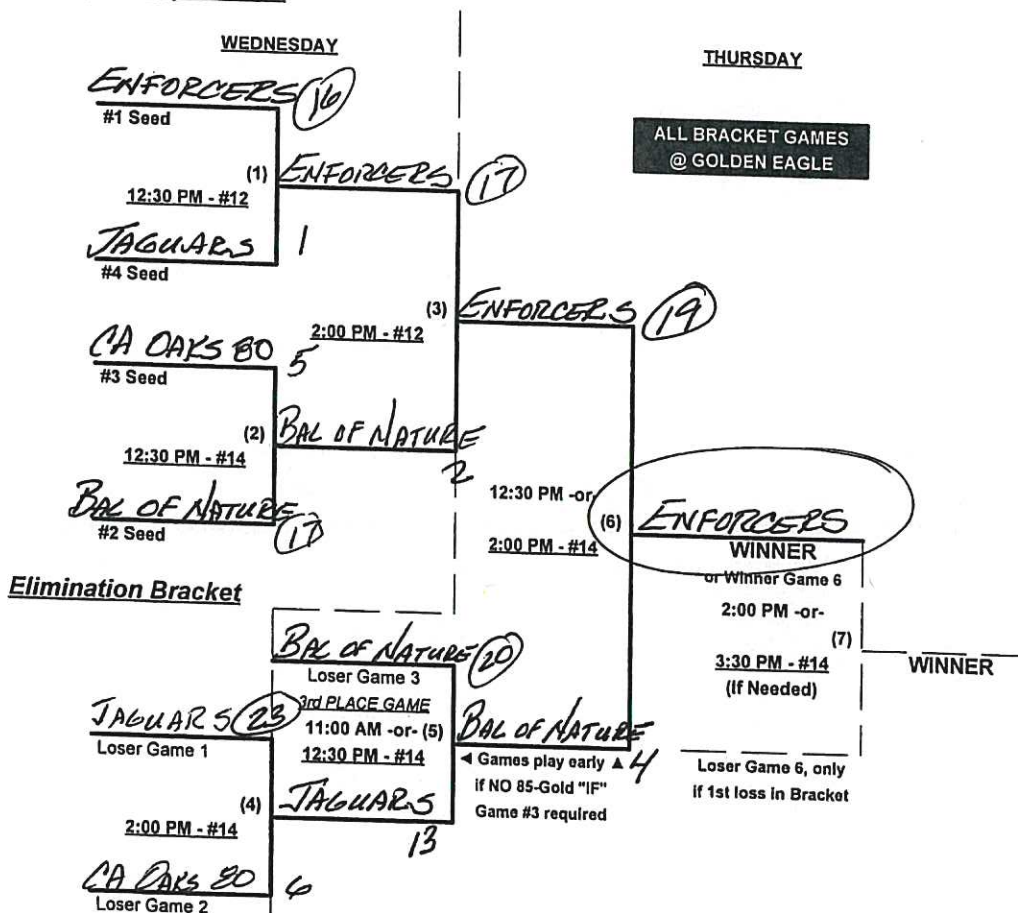 WEDNESDAY
THURSDAY
ENFORCERS 16
#1 Seed
ALL BRACKET GAMES
@ GOLDEN EAGLE
(1) ENFORCERS 17
12:30 PM - #12
JAGUARS 1
#4 Seed
(3) ENFORCERS 19
2:00 PM - #12
CA OAKS 80 5
#3 Seed
(2) BAL OF NATURE
2
12:30 PM - #14
BAL OF NATURE 17
#2 Seed
12:30 PM -or-
(6) ENFORCERS
2:00 PM - #14
WINNER
or Winner Game 6
2:00 PM -or-
(7)
3:30 PM - #14
(If Needed)
WINNER
Loser Game 6, only
if 1st loss in Bracket
Elimination Bracket
BAL OF NATURE 20
Loser Game 3
3rd PLACE GAME
11:00 AM -or- (5)
12:30 PM - #14
BAL OF NATURE 4
◄ Games play early ▲
if NO 85-Gold "IF"
Game #3 required
JAGUARS 23
Loser Game 1
(4) JAGUARS
13
2:00 PM - #14
CA OAKS 80 6
Loser Game 2